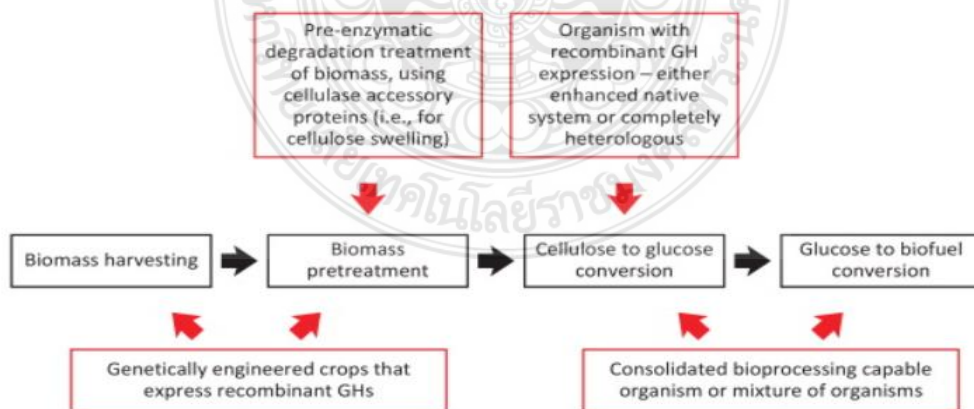 Pre-enzymatic
degradation treatment
of biomass, using
cellulase accessory
proteins (i.e., for
cellulose swelling)
Organism with
recombinant GH
expression – either
enhanced native
system or completely
heterologous
Biomass harvesting
Biomass
pretreatment
Cellulose to glucose
conversion
Glucose to biofuel
conversion
Genetically engineered crops that
express recombinant GHs
Consolidated bioprocessing capable
organism or mixture of organisms